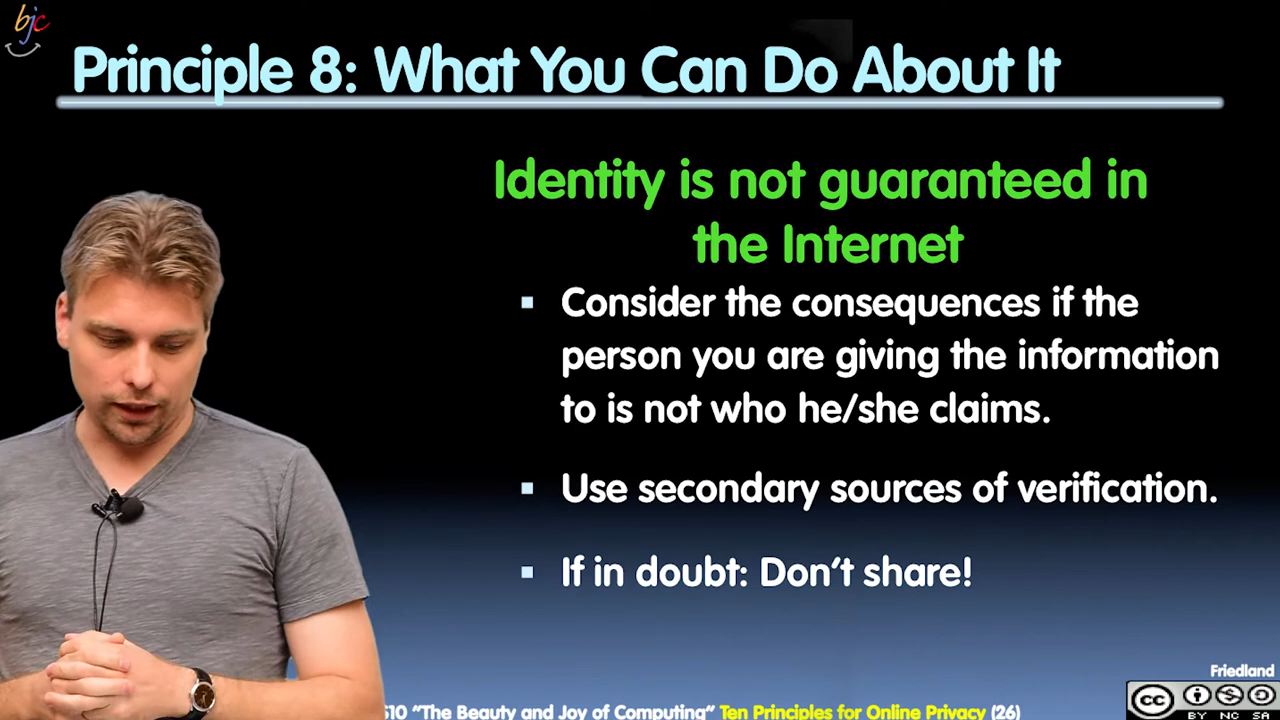 bjc
Principle 8: What You Can Do About It
Identity is not guaranteed in
the Internet
▪ Consider the consequences if the
person you are giving the information
to is not who he/she claims.
▪ Use secondary sources of verification.
▪ If in doubt: Don't share!
Friedland
S10 "The Beauty and Joy of Computing" Ten Principles for Online Privacy (26)
cc
BY NC SA